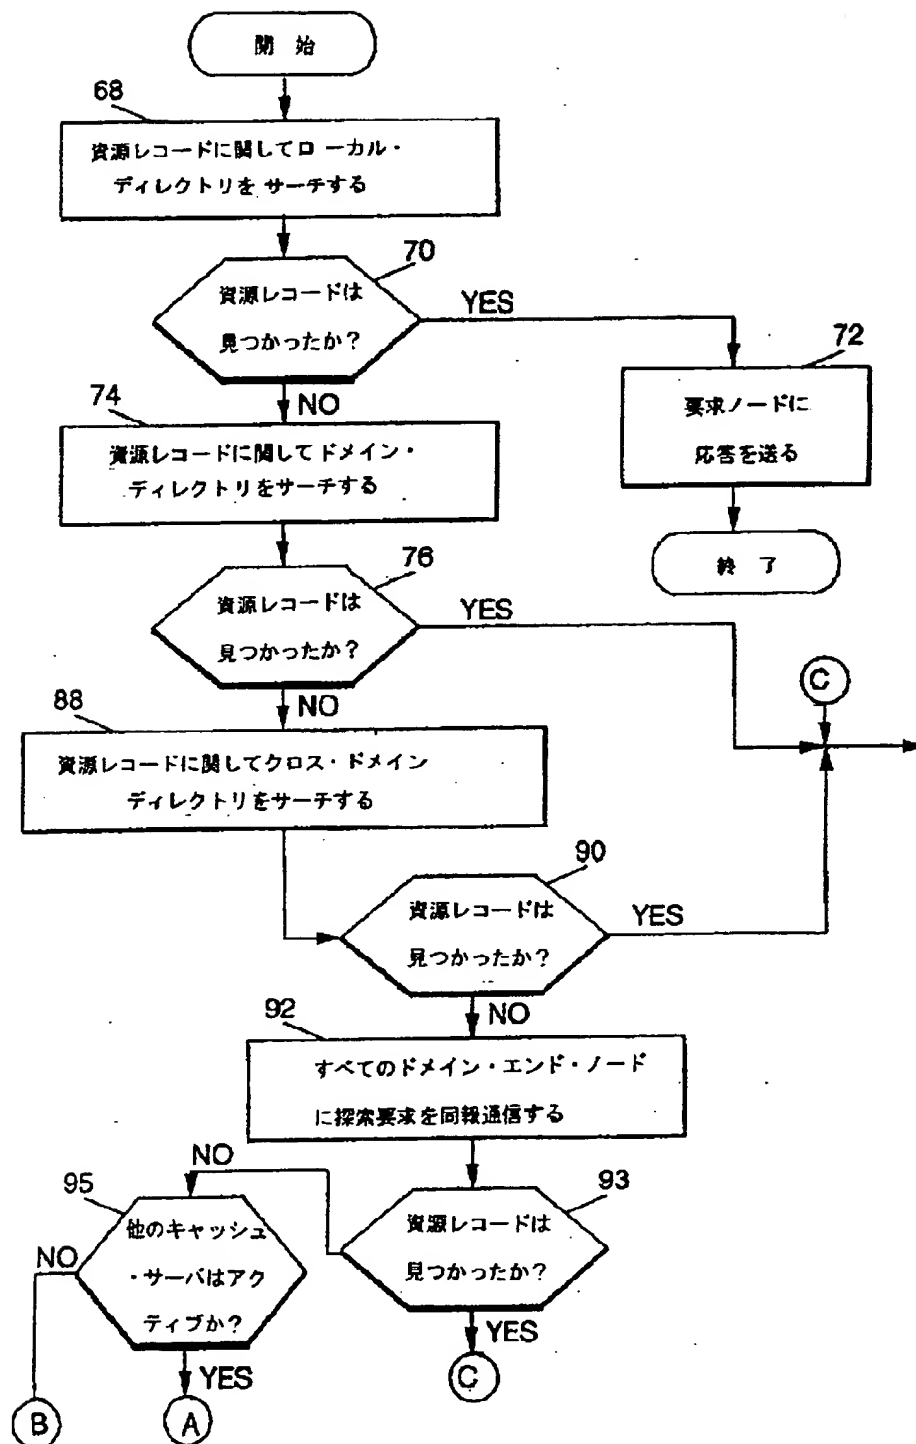 開 始
68
資源レコードに関してローカル・
ディレクトリを サーチする
70
資源レコードは
見つかったか?
YES
NO
72
要求ノードに
応答を送る
終 了
74
資源レコードに関してドメイン・
ディレクトリをサーチする
76
資源レコードは
見つかったか?
YES
NO
C
88
資源レコードに関してクロス・ドメイン
ディレクトリをサーチする
90
資源レコードは
見つかったか?
YES
NO
92
すべてのドメイン・エンド・ノード
に探索要求を同報通信する
93
資源レコードは
見つかったか?
NO
YES
C
95
他のキャッシュ
・サーバはアク
ティブか?
NO
YES
B
A